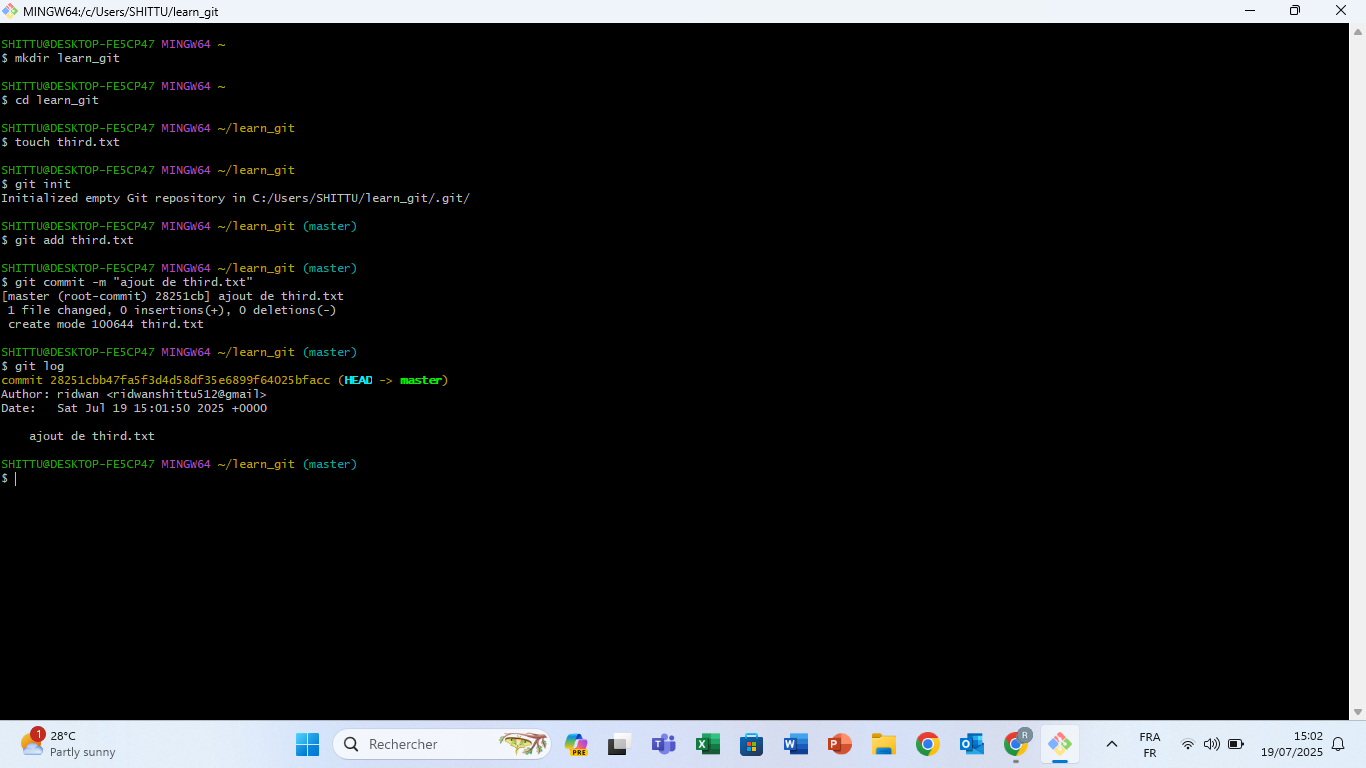 MINGW64:/c/Users/SHITTU/learn_git
SHITTU@DESKTOP-FE5CP47 MINGW64 ~
$ mkdir learn_git
SHITTU@DESKTOP-FE5CP47 MINGW64 ~
$ cd learn_git
SHITTU@DESKTOP-FE5CP47 MINGW64 ~/learn_git
$ touch third.txt
SHITTU@DESKTOP-FE5CP47 MINGW64 ~/learn_git
$ git init
Initialized empty Git repository in C:/Users/SHITTU/learn_git/.git/
SHITTU@DESKTOP-FE5CP47 MINGW64 ~/learn_git (master)
$ git add third.txt
SHITTU@DESKTOP-FE5CP47 MINGW64 ~/learn_git (master)
$ git commit -m "ajout de third.txt"
[master (root-commit) 28251cb] ajout de third.txt
 1 file changed, 0 insertions(+), 0 deletions(-)
 create mode 100644 third.txt
SHITTU@DESKTOP-FE5CP47 MINGW64 ~/learn_git (master)
$ git log
commit 28251cbb47fa5f3d4d58df35e6899f64025bfacc (HEAD -> master)
Author: ridwan <ridwanshittu512@gmail>
Date:   Sat Jul 19 15:01:50 2025 +0000
    ajout de third.txt
SHITTU@DESKTOP-FE5CP47 MINGW64 ~/learn_git (master)
$
1
28°C
Partly sunny
Rechercher
PRE
R
FRA
FR
15:02
19/07/2025